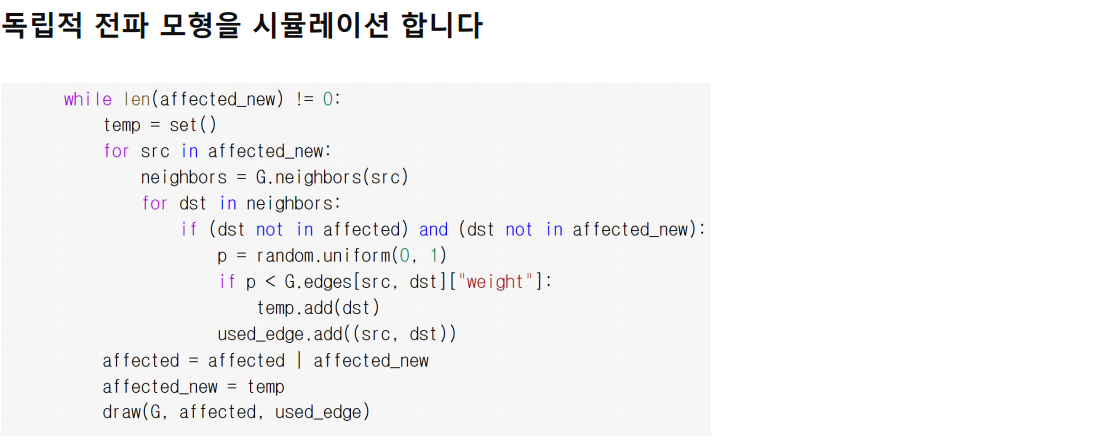 독립적 전파 모형을 시뮬레이션 합니다
while len(affected_new) != 0:
temp = set()
for src in affected_new:
neighbors = G.neighbors(src)
for dst in neighbors:
if (dst not in affected) and (dst not in affected_new):
p = random.uniform(0, 1)
if p < G.edges[src, dst]["weight"]:
temp.add(dst)
used_edge.add((src, dst))
affected = affected | affected_new
affected_new = temp
draw(G, affected, used_edge)